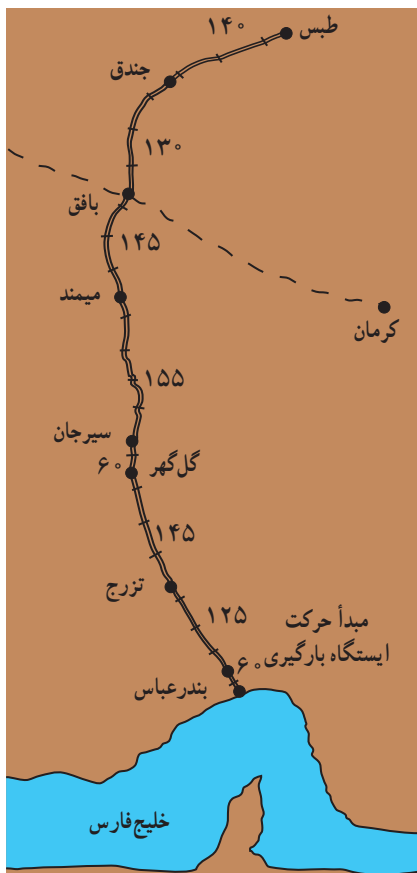 طبس
۱۴۰
جندق
۱۳۰
بافق
۱۴۵
میمند
کرمان
۱۵۵
سیرجان
گل‌گهر
۶۰
۱۴۵
تزرج
۱۲۵
مبدأ حرکت
ایستگاه بارگیری
۶۰
بندرعباس
خلیج‌فارس